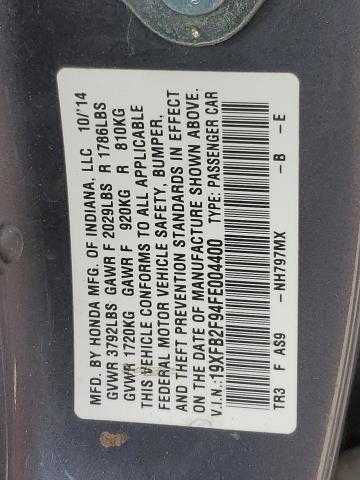 MFD. BY HONDA MFG. OF INDIANA, LLC 10/'14
GVWR 3792LBS GAWR F 2029LBS R 1786LBS
GVWR 1720KG GAWR F 920KG R 810KG
THIS VEHICLE CONFORMS TO ALL APPLICABLE
FEDERAL MOTOR VEHICLE SAFETY, BUMPER,
AND THEFT PREVENTION STANDARDS IN EFFECT
ON THE DATE OF MANUFACTURE SHOWN ABOVE.
V.I.N.:19XFB2F94FE004400 TYPE: PASSENGER CAR
TR3 F AS9 -NH797MX -B -E